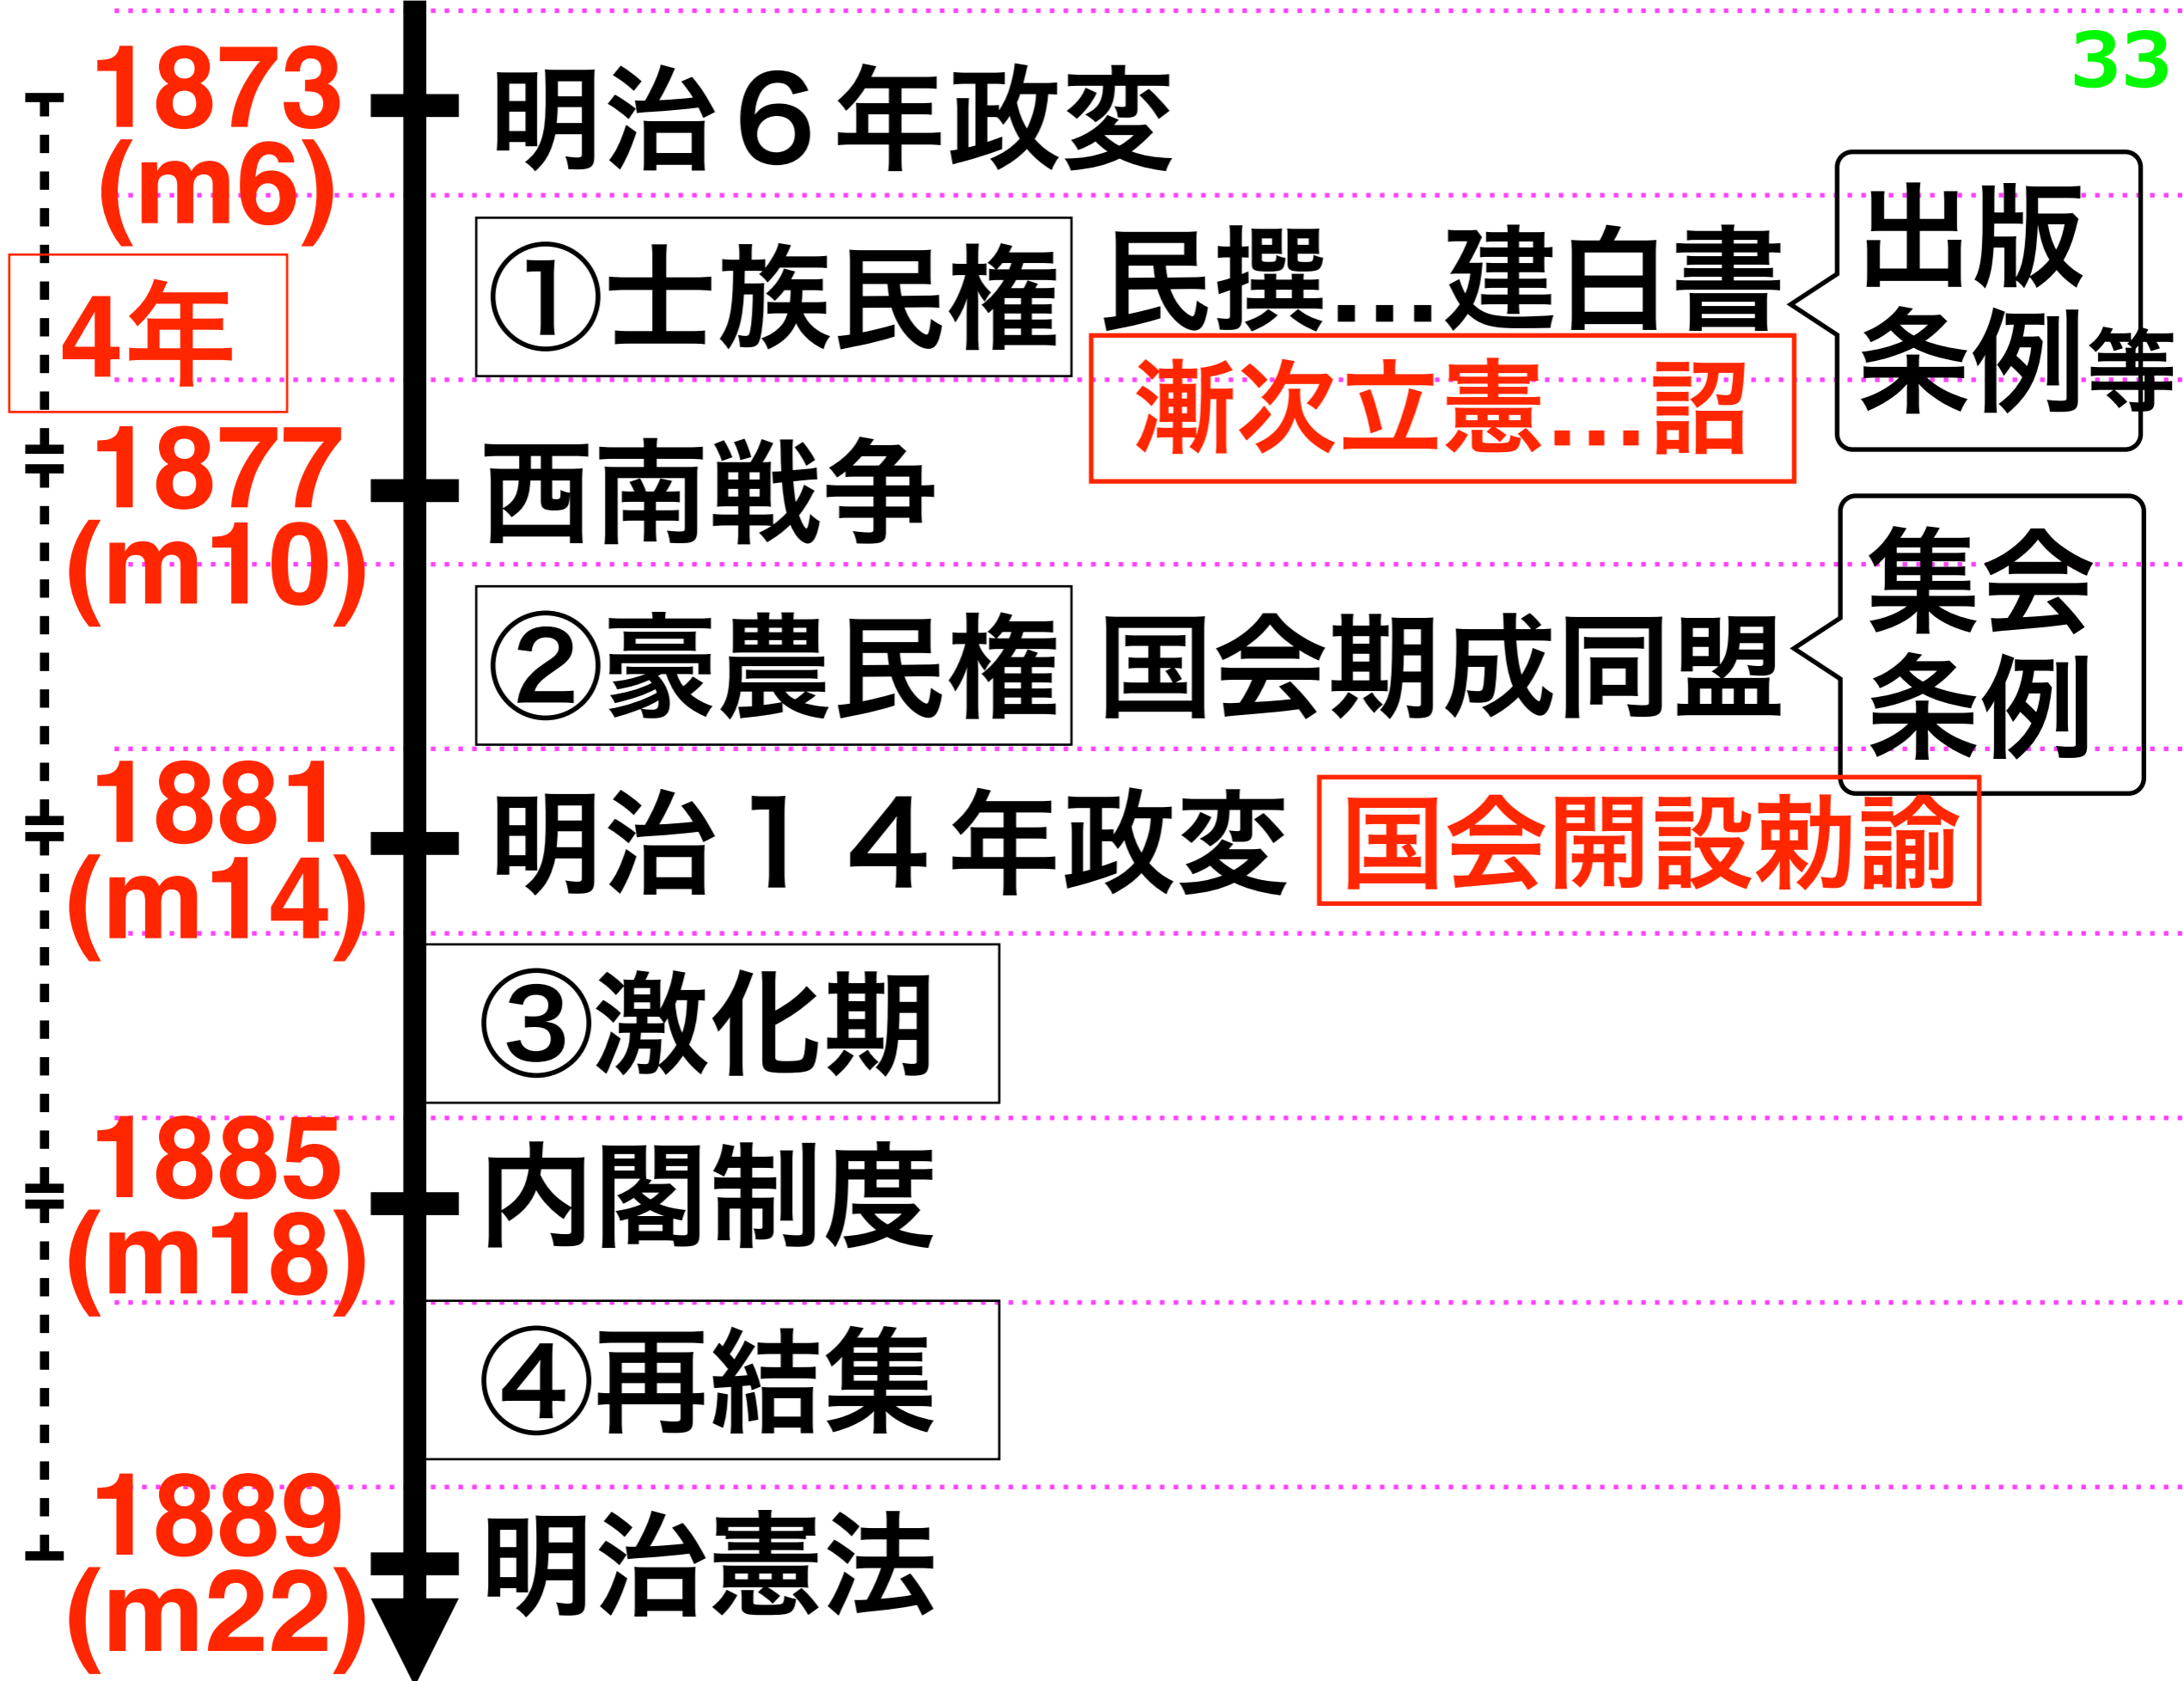 33
1873
(m6)
明治６年政変
4年
①士族民権
民撰…建白書
出版
条例等
漸次立憲…詔
1877
(m10)
西南戦争
②豪農民権
国会期成同盟
集会
条例
1881
(m14)
明治１４年政変
国会開設勅諭
③激化期
1885
(m18)
内閣制度
④再結集
1889
(m22)
明治憲法